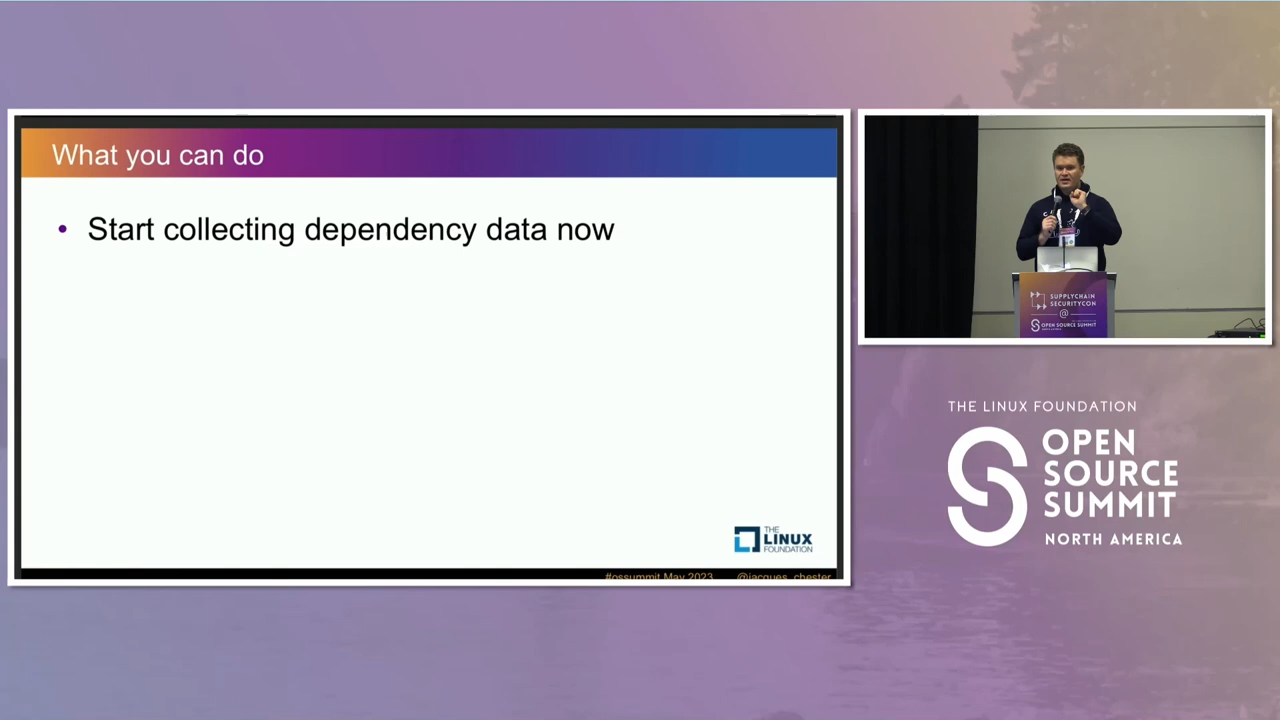 What you can do
• Start collecting dependency data now
THE
LINUX
FOUNDATION
#ossummit May 2023 @jacques_chester
SUPPLYCHAIN
SECURITYCON
@
OPEN SOURCE SUMMIT
THE LINUX FOUNDATION
OPEN
SOURCE
SUMMIT
NORTH AMERICA